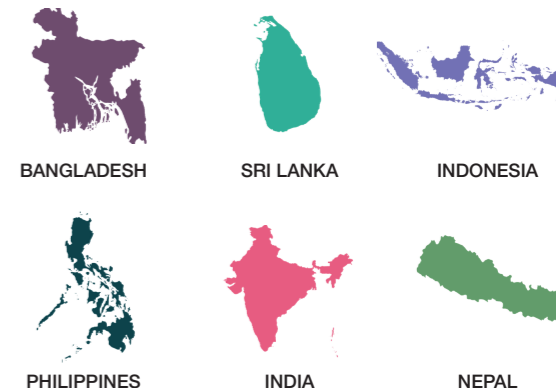 BANGLADESH
SRI LANKA
INDONESIA
PHILIPPINES
INDIA
NEPAL